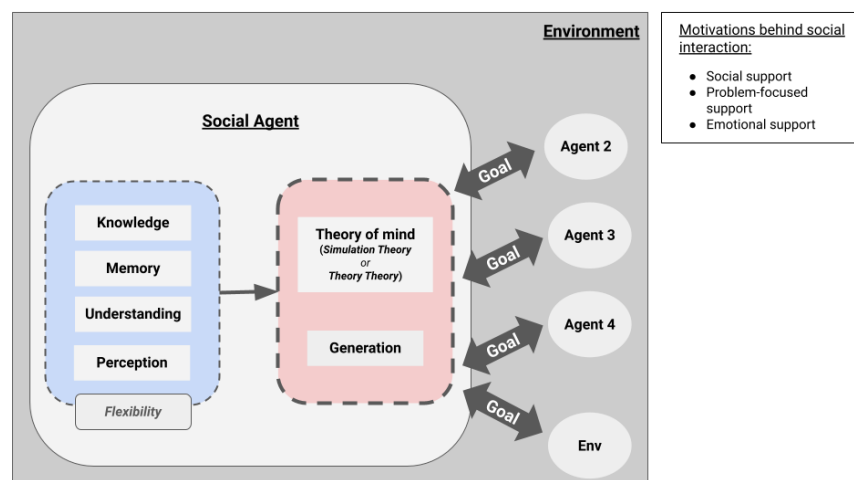 Environment
Motivations behind social
interaction:
● Social support
● Problem-focused
support
● Emotional support
Social Agent
Knowledge
Memory
Understanding
Perception
Flexibility
Theory of mind
(Simulation Theory
or
Theory Theory)
Generation
Goal
Agent 2
Goal
Agent 3
Goal
Agent 4
Goal
Env